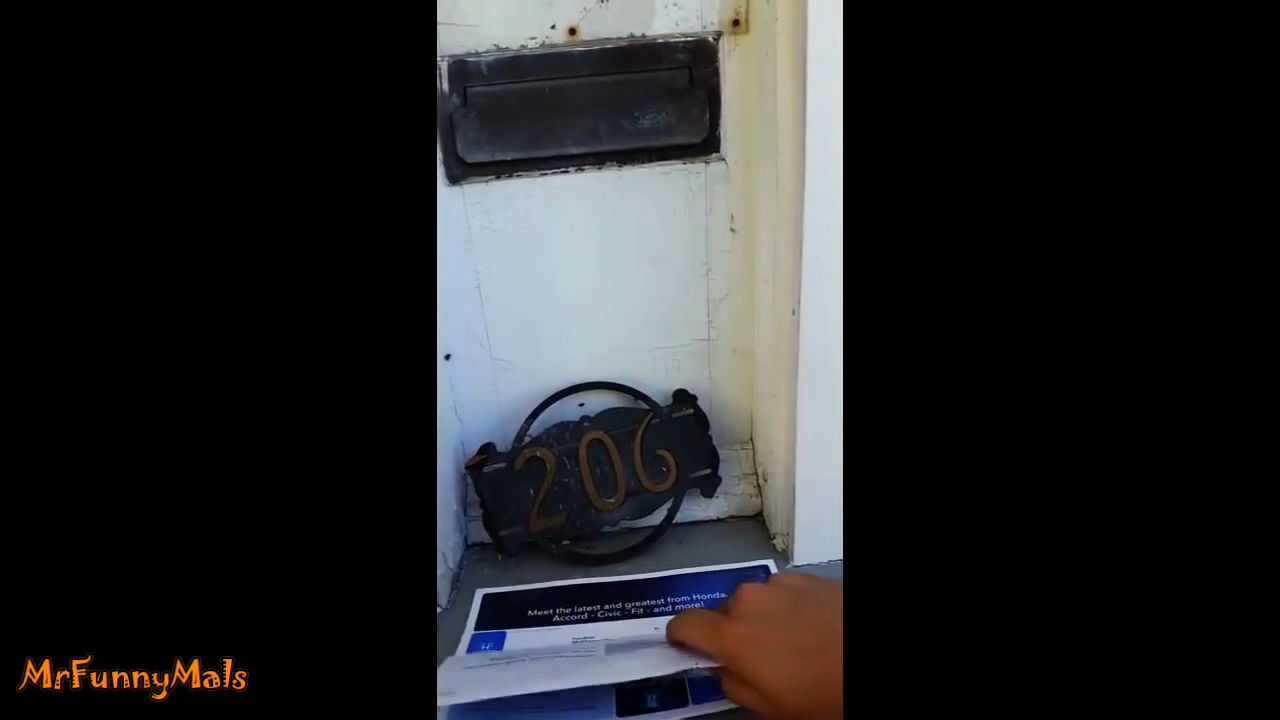 206
Meet the latest and greatest from Honda.
Accord - Civic - Fit - and more!
MrFunnyMals